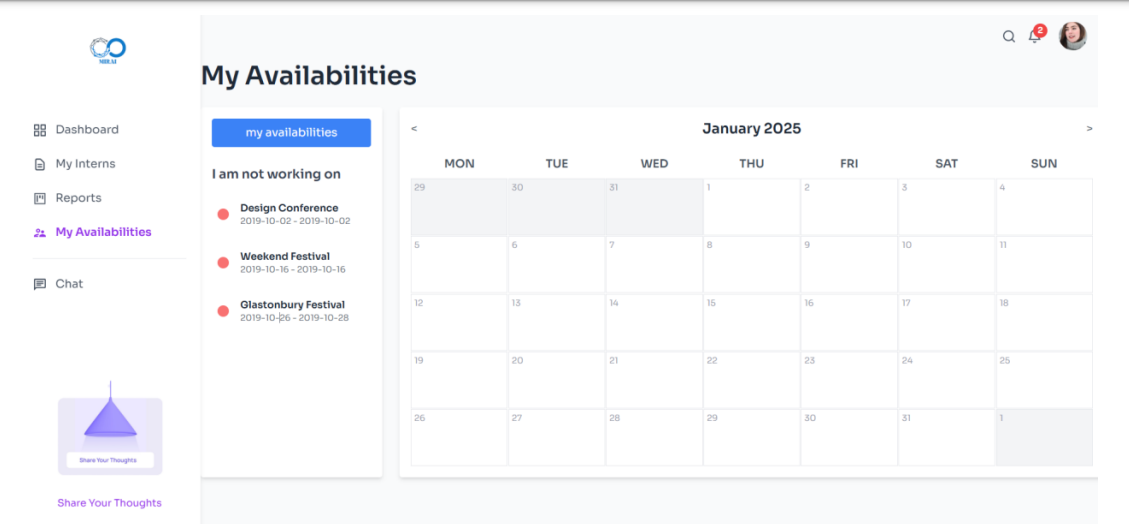 2
MOLAI
My Availabilities
Dashboard
My Interns
Reports
My Availabilities
Chat
Share Your Thoughts
Share Your Thoughts
my availabilities
I am not working on
Design Conference
2019-10-02 - 2019-10-02
Weekend Festival
2019-10-16 - 2019-10-16
Glastonbury Festival
2019-10-26 - 2019-10-28
< January 2025 >
MON TUE WED THU FRI SAT SUN
29 30 31 1 2 3 4
5 6 7 8 9 10 11
12 13 14 15 16 17 18
19 20 21 22 23 24 25
26 27 28 29 30 31 1